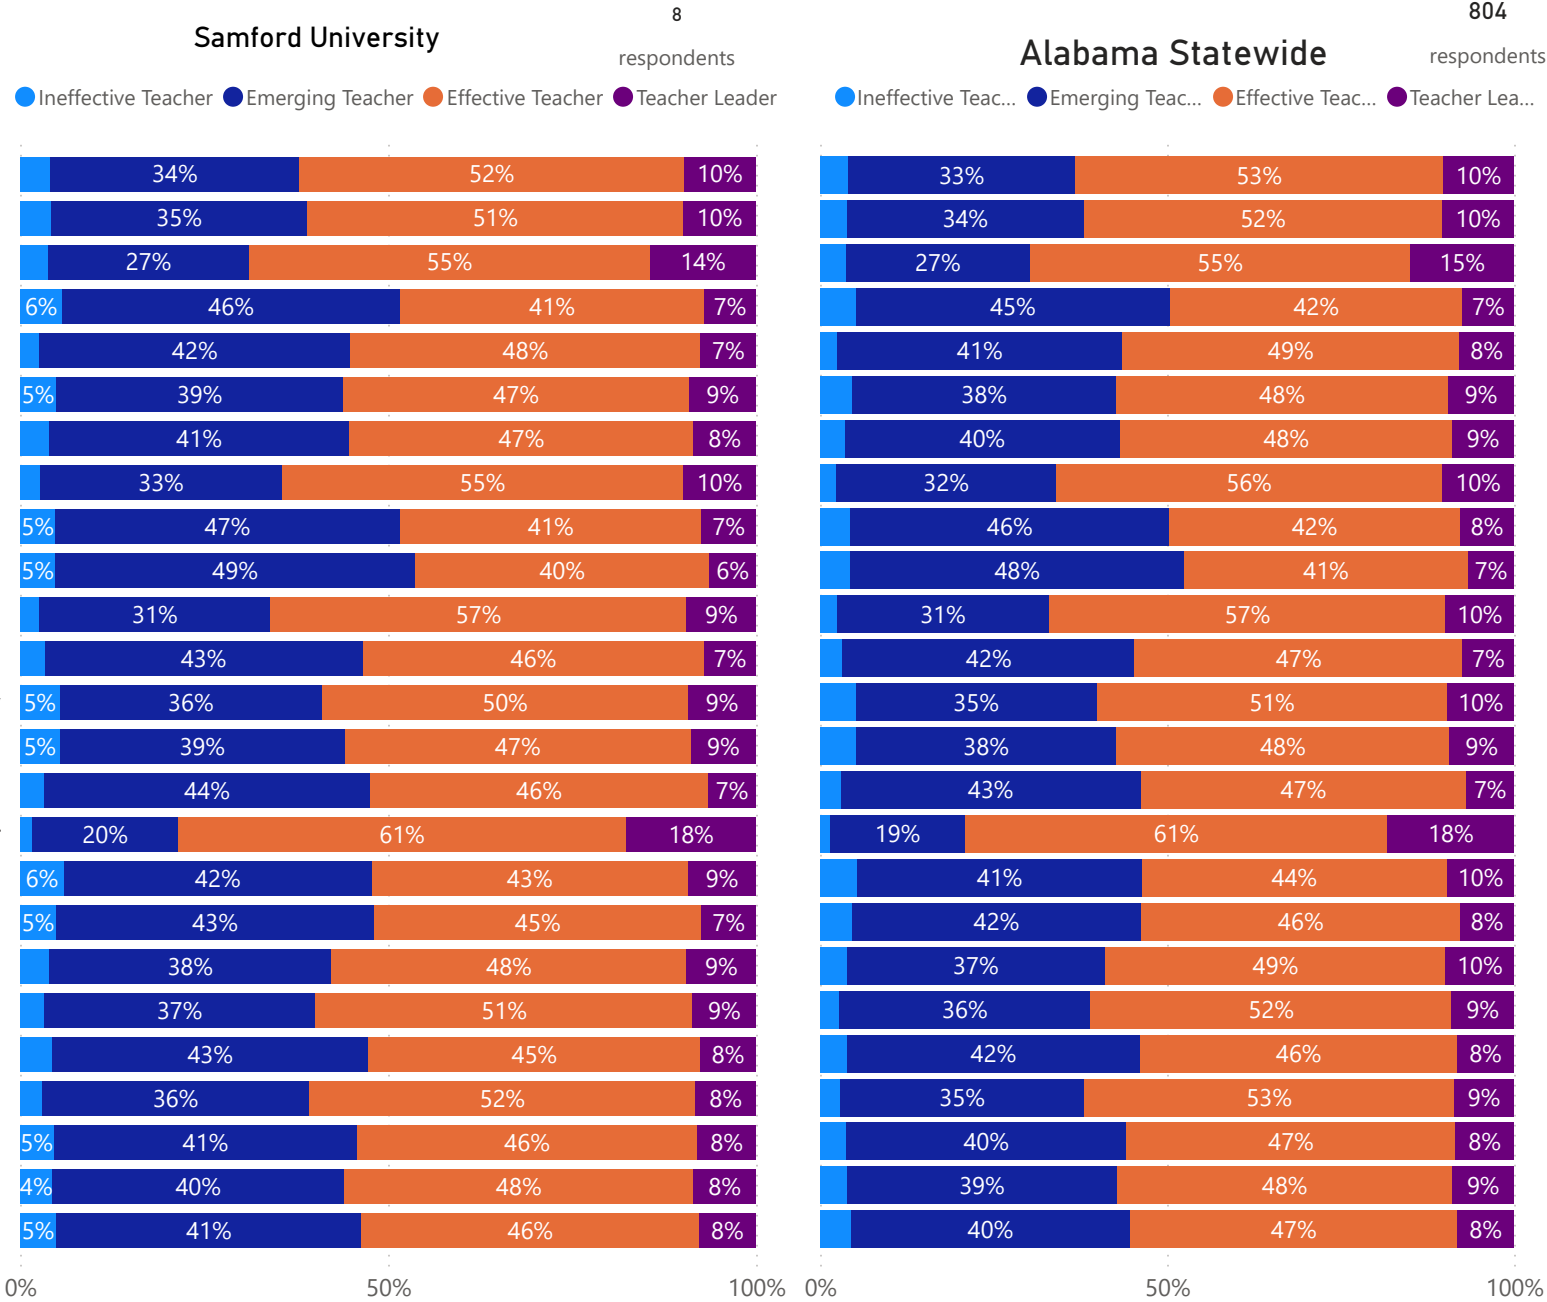 Samford University
8
respondents
Ineffective Teacher Emerging Teacher Effective Teacher Teacher Leader
34% 52% 10%
35% 51% 10%
27% 55% 14%
6% 46% 41% 7%
42% 48% 7%
5% 39% 47% 9%
41% 47% 8%
33% 55% 10%
5% 47% 41% 7%
5% 49% 40% 6%
31% 57% 9%
43% 46% 7%
5% 36% 50% 9%
5% 39% 47% 9%
44% 46% 7%
20% 61% 18%
6% 42% 43% 9%
5% 43% 45% 7%
38% 48% 9%
37% 51% 9%
43% 45% 8%
36% 52% 8%
5% 41% 46% 8%
4% 40% 48% 8%
5% 41% 46% 8%
0% 50% 100%
Alabama Statewide
804
respondents
Ineffective Teac... Emerging Teac... Effective Teac... Teacher Lea...
33% 53% 10%
34% 52% 10%
27% 55% 15%
45% 42% 7%
41% 49% 8%
38% 48% 9%
40% 48% 9%
32% 56% 10%
46% 42% 8%
48% 41% 7%
31% 57% 10%
42% 47% 7%
35% 51% 10%
38% 48% 9%
43% 47% 7%
19% 61% 18%
41% 44% 10%
42% 46% 8%
37% 49% 10%
36% 52% 9%
42% 46% 8%
35% 53% 9%
40% 47% 8%
39% 48% 9%
40% 47% 8%
0% 50% 100%